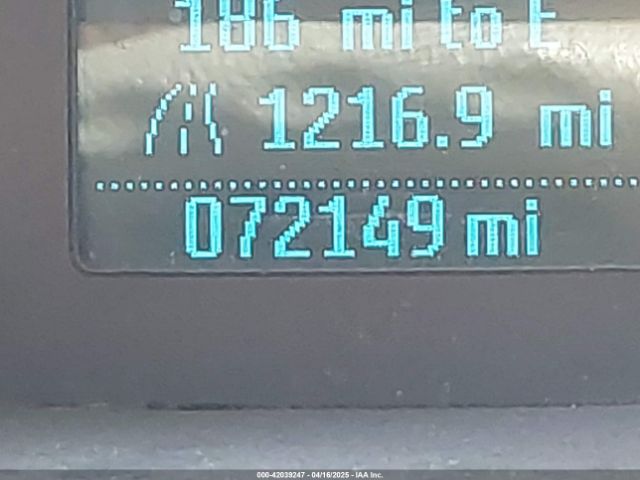 186 mi to E
1216.9 mi
072149 mi
000-42039247 - 04/16/2025 - IAA Inc.